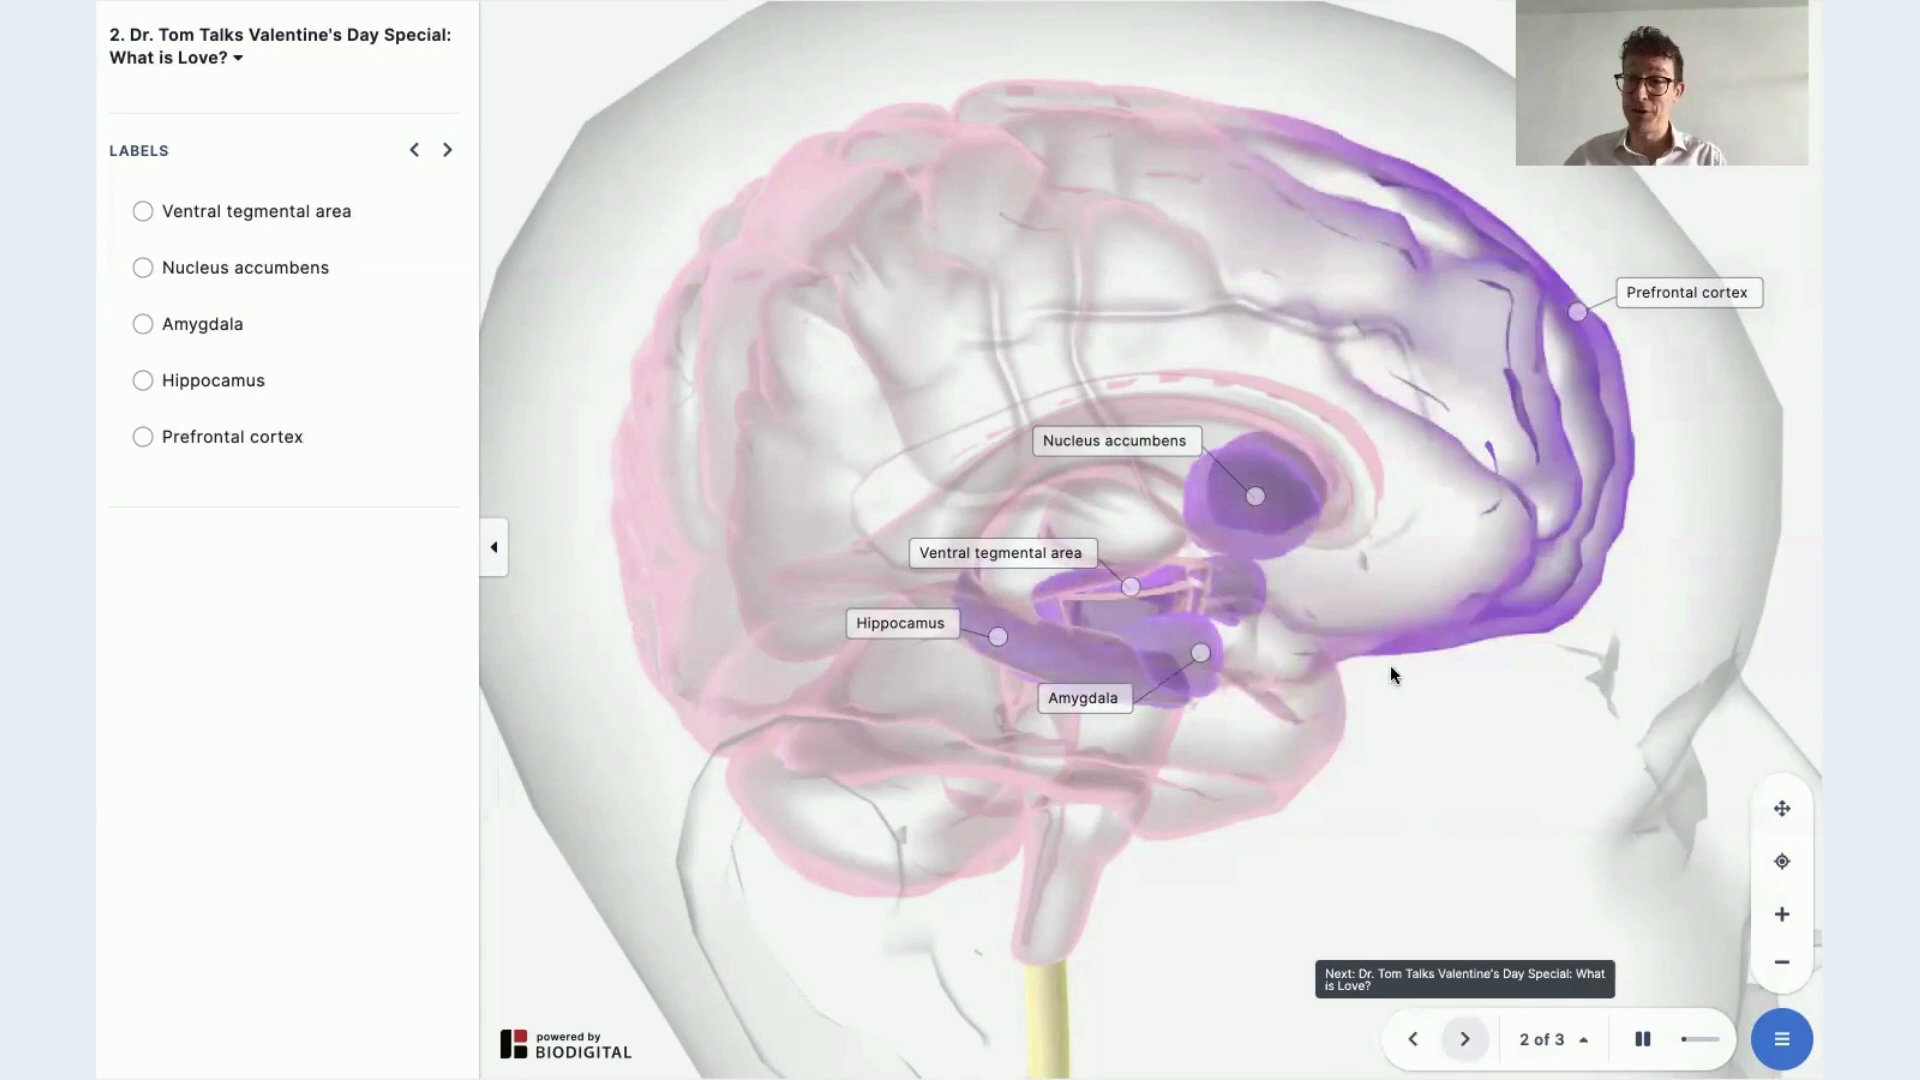 2. Dr. Tom Talks Valentine's Day Special:
What is Love?
LABELS
Ventral tegmental area
Nucleus accumbens
Amygdala
Hippocamus
Prefrontal cortex
Prefrontal cortex
Nucleus accumbens
Ventral tegmental area
Hippocamus
Amygdala
Next: Dr. Tom Talks Valentine's Day Special: What
is Love?
powered by
BIODIGITAL
2 of 3